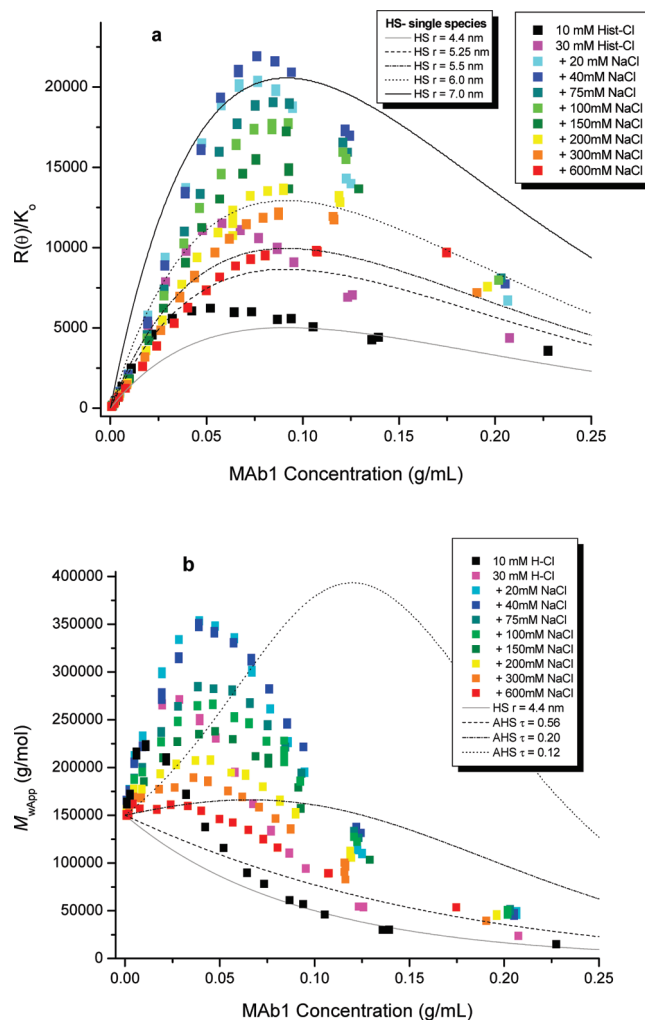 a
HS- single species
HS r = 4.4 nm
HS r = 5.25 nm
HS r = 5.5 nm
HS r = 6.0 nm
HS r = 7.0 nm
10 mM Hist-Cl
30 mM Hist-Cl
+ 20 mM NaCl
+ 40mM NaCl
+ 75mM NaCl
+ 100mM NaCl
+ 150mM NaCl
+ 200mM NaCl
+ 300mM NaCl
+ 600mM NaCl
R(θ)/Kₒ
20000
15000
10000
5000
0
0.00 0.05 0.10 0.15 0.20 0.25
MAb1 Concentration (g/mL)
b
10 mM H-Cl
30 mM H-Cl
+ 20mM NaCl
+ 40mM NaCl
+ 75mM NaCl
+ 100mM NaCl
+ 150mM NaCl
+ 200mM NaCl
+ 300mM NaCl
+ 600mM NaCl
HS r = 4.4 nm
AHS τ = 0.56
AHS τ = 0.20
AHS τ = 0.12
MwApp (g/mol)
400000
350000
300000
250000
200000
150000
100000
50000
0
0.00 0.05 0.10 0.15 0.20 0.25
MAb1 Concentration (g/mL)